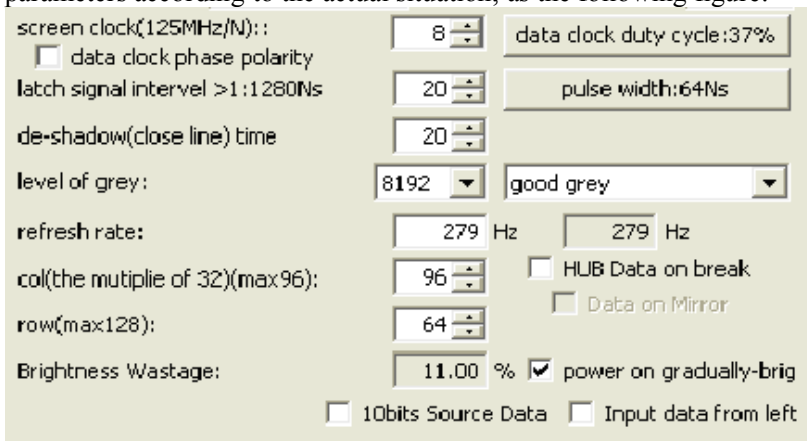 parameters according to the actual situation, as the following figure:
screen clock(125MHz/N):: 8 data clock duty cycle:37%
data clock phase polarity
latch signal intervel >1:1280Ns 20 pulse width:64Ns
de-shadow(close line) time 20
level of grey: 8192 good grey
refresh rate: 279 Hz 279 Hz
col(the mutiplie of 32)(max96): 96 HUB Data on break
Data on Mirror
row(max128): 64
Brightness Wastage: 11.00 % power on gradually-brig
10bits Source Data Input data from left